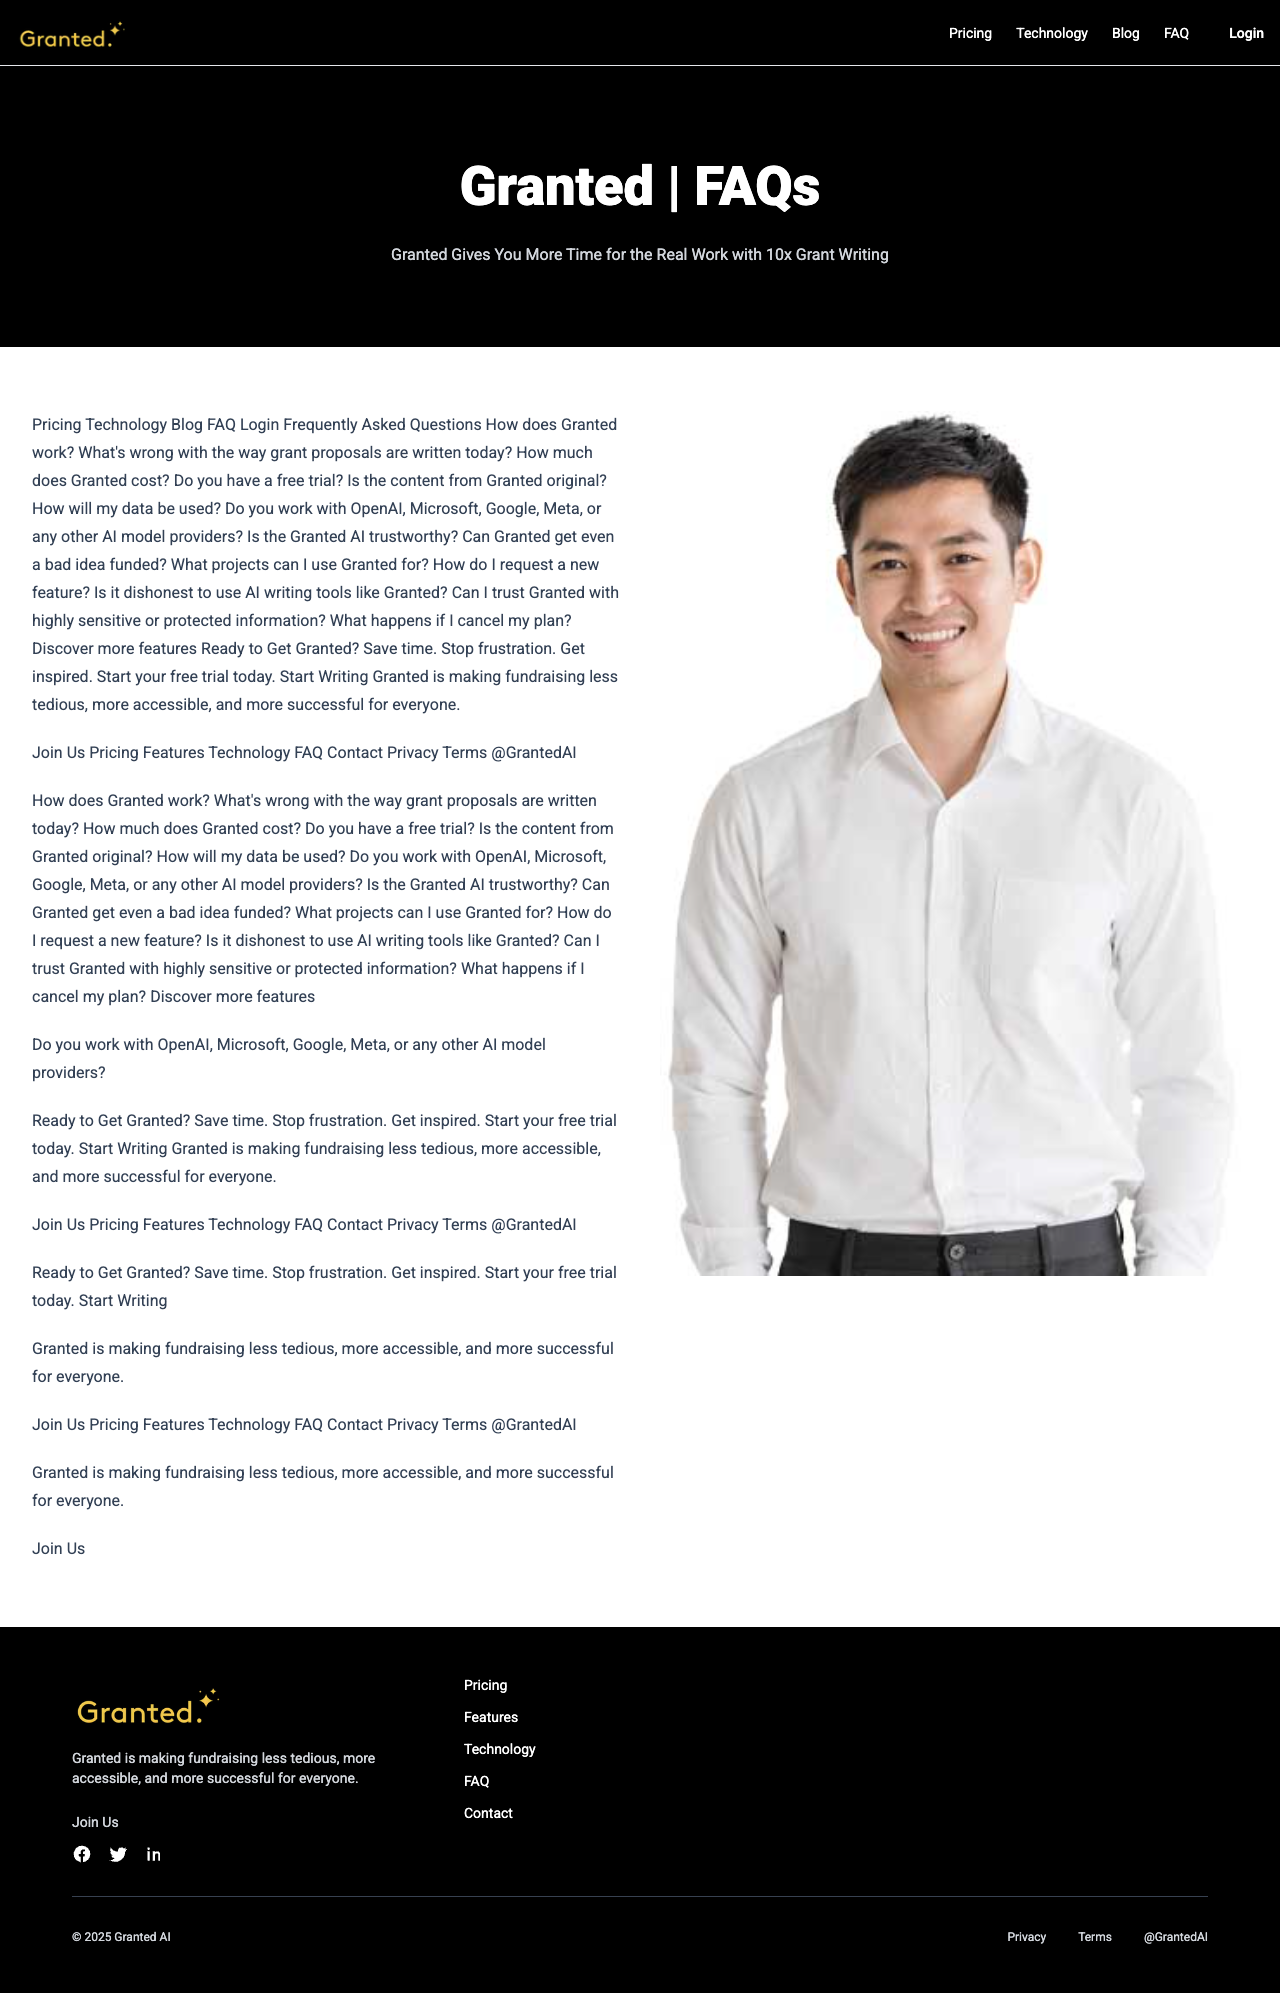 Granted.
Pricing Technology Blog FAQ Login
Granted | FAQs
Granted Gives You More Time for the Real Work with 10x Grant Writing
Pricing Technology Blog FAQ Login Frequently Asked Questions How does Granted
work? What's wrong with the way grant proposals are written today? How much
does Granted cost? Do you have a free trial? Is the content from Granted original?
How will my data be used? Do you work with OpenAI, Microsoft, Google, Meta, or
any other AI model providers? Is the Granted AI trustworthy? Can Granted get even
a bad idea funded? What projects can I use Granted for? How do I request a new
feature? Is it dishonest to use AI writing tools like Granted? Can I trust Granted with
highly sensitive or protected information? What happens if I cancel my plan?
Discover more features Ready to Get Granted? Save time. Stop frustration. Get
inspired. Start your free trial today. Start Writing Granted is making fundraising less
tedious, more accessible, and more successful for everyone.
Join Us Pricing Features Technology FAQ Contact Privacy Terms @GrantedAI
How does Granted work? What's wrong with the way grant proposals are written
today? How much does Granted cost? Do you have a free trial? Is the content from
Granted original? How will my data be used? Do you work with OpenAI, Microsoft,
Google, Meta, or any other AI model providers? Is the Granted AI trustworthy? Can
Granted get even a bad idea funded? What projects can I use Granted for? How do
I request a new feature? Is it dishonest to use AI writing tools like Granted? Can I
trust Granted with highly sensitive or protected information? What happens if I
cancel my plan? Discover more features
Do you work with OpenAI, Microsoft, Google, Meta, or any other AI model
providers?
Ready to Get Granted? Save time. Stop frustration. Get inspired. Start your free trial
today. Start Writing Granted is making fundraising less tedious, more accessible,
and more successful for everyone.
Join Us Pricing Features Technology FAQ Contact Privacy Terms @GrantedAI
Ready to Get Granted? Save time. Stop frustration. Get inspired. Start your free trial
today. Start Writing
Granted is making fundraising less tedious, more accessible, and more successful
for everyone.
Join Us Pricing Features Technology FAQ Contact Privacy Terms @GrantedAI
Granted is making fundraising less tedious, more accessible, and more successful
for everyone.
Join Us
Granted.
Granted is making fundraising less tedious, more
accessible, and more successful for everyone.
Join Us
Pricing
Features
Technology
FAQ
Contact
© 2025 Granted AI
Privacy Terms @GrantedAI